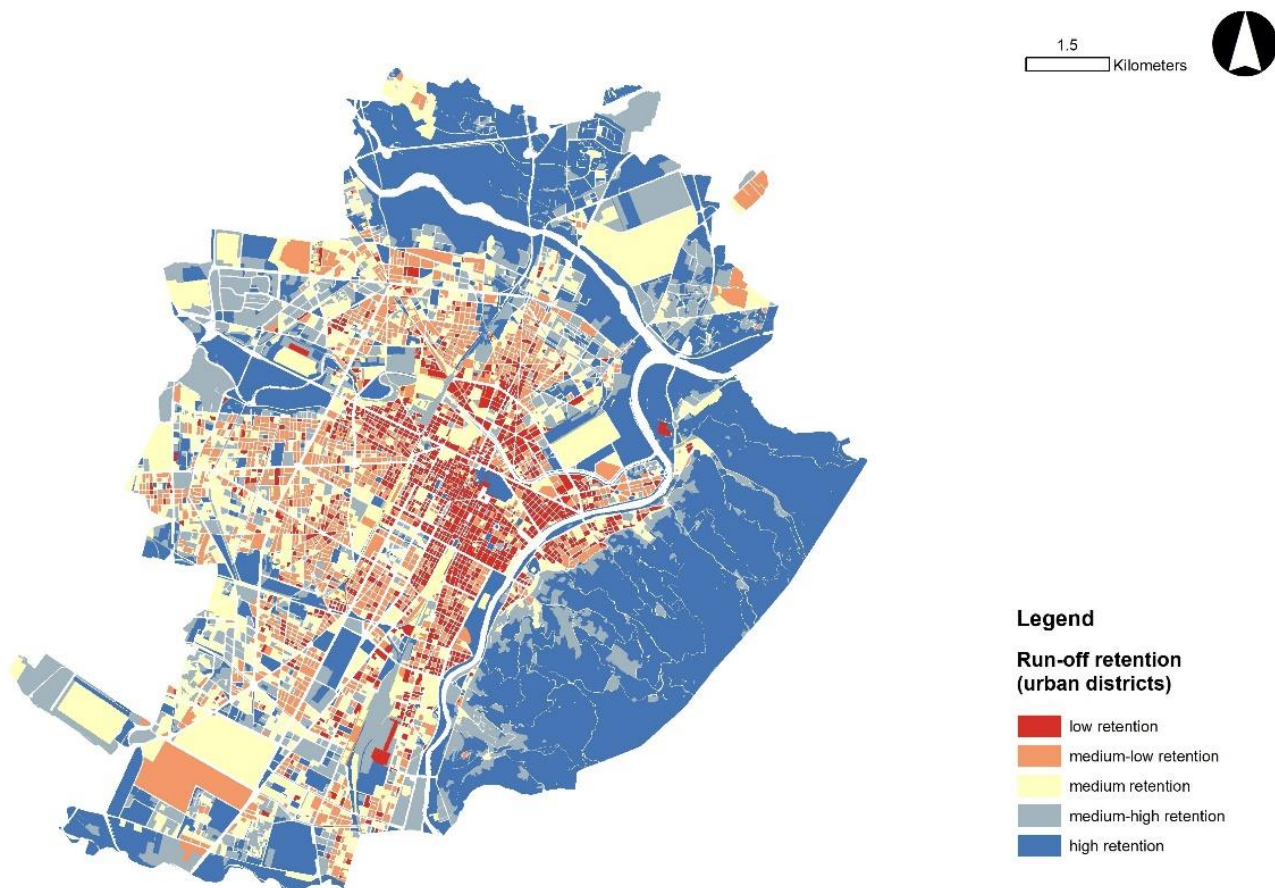 1.5
Kilometers
Legend
Run-off retention
(urban districts)
low retention
medium-low retention
medium retention
medium-high retention
high retention